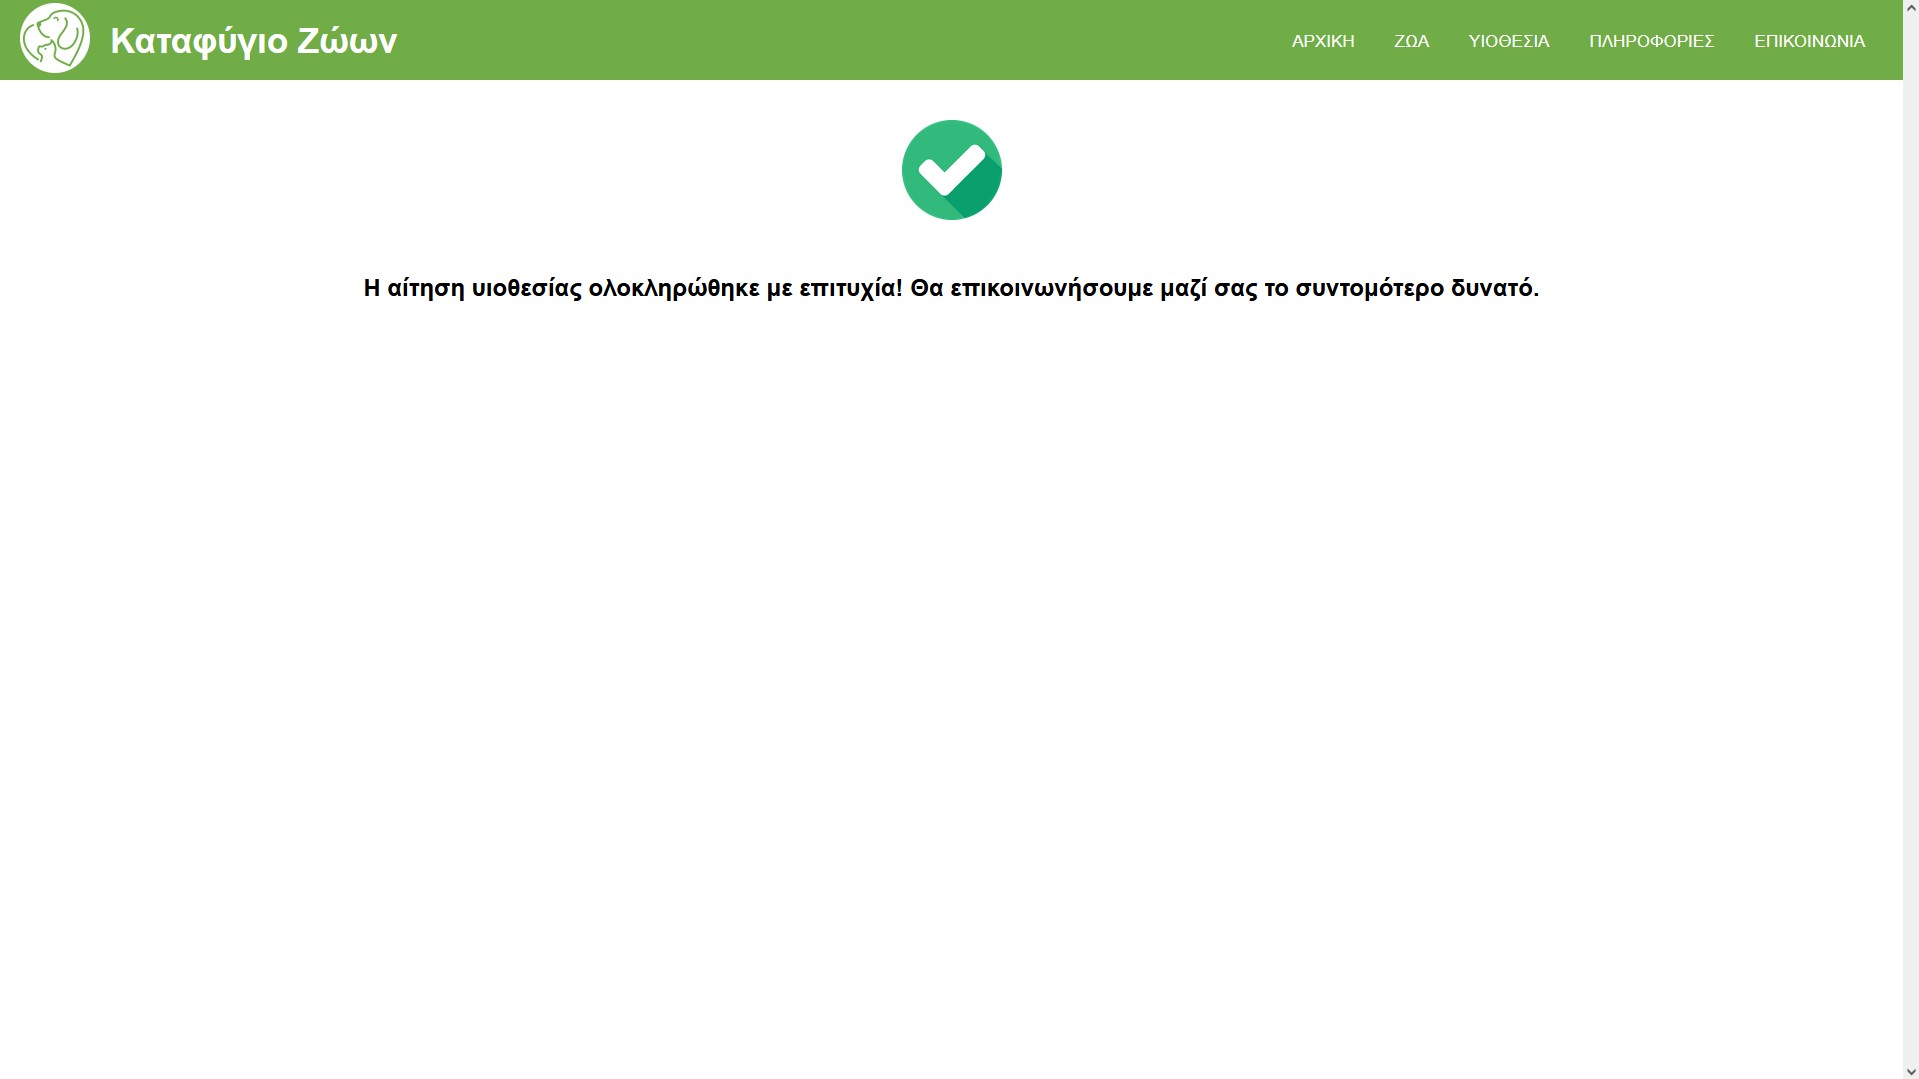 Καταφύγιο Ζώων
ΑΡΧΙΚΗ ΖΩΑ ΥΙΟΘΕΣΙΑ ΠΛΗΡΟΦΟΡΙΕΣ ΕΠΙΚΟΙΝΩΝΙΑ
Η αίτηση υιοθεσίας ολοκληρώθηκε με επιτυχία! Θα επικοινωνήσουμε μαζί σας το συντομότερο δυνατό.